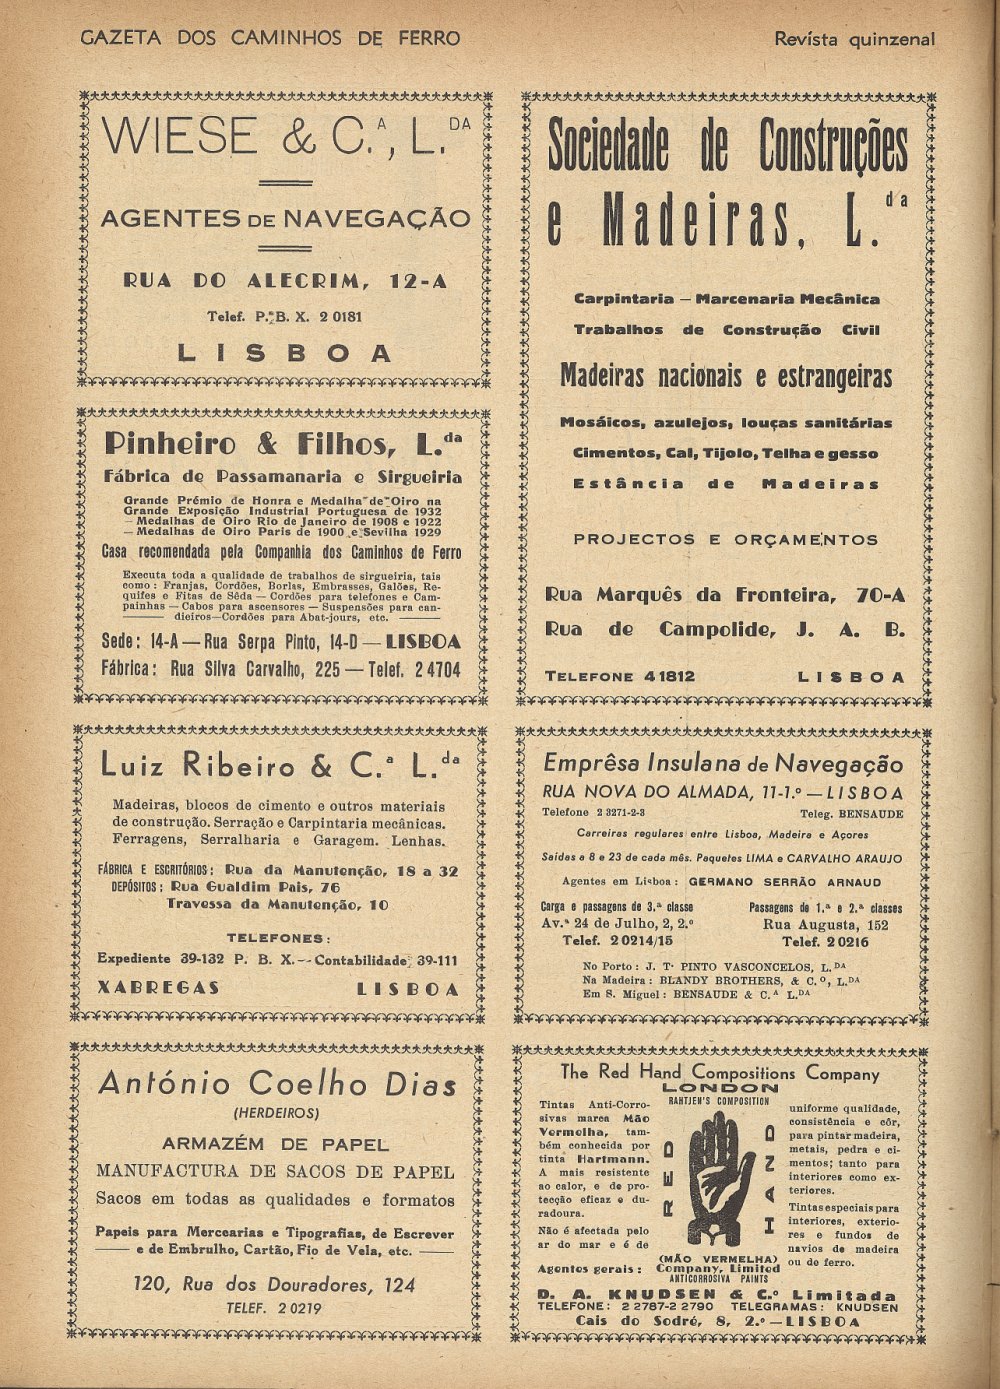 GAZETA DOS CAMINHOS DE FERRO
Revista quinzenal
WIESE & C.A, L.DA
AGENTES DE NAVEGAÇÃO
RUA DO ALECRIM, 12-A
Telef. P. B. X. 2 0181
LISBOA
Pinheiro & Filhos, L.da
Fábrica de Passamanaria e Sirgueiria
Grande Prémio de Honra e Medalha de Oiro na
Grande Exposição Industrial Portuguesa de 1932
— Medalhas de Oiro Rio de Janeiro de 1908 e 1922
— Medalhas de Oiro Paris de 1900 e Sevilha 1929
Casa recomendada pela Companhia dos Caminhos de Ferro
Executa toda a qualidade de trabalhos de sirgueiria, tais
como: Franjas, Cordões, Borlas, Embrasses, Galões, Re-
quifes e Fitas de Sêda — Cordões para telefones e Cam-
painhas — Cabos para ascensores — Suspensões para can-
dieiros—Cordões para Abat-jours, etc.
Sede: 14-A — Rua Serpa Pinto, 14-D — LISBOA
Fábrica: Rua Silva Carvalho, 225 — Telef. 2 4704
Luiz Ribeiro & C.a L.da
Madeiras, blocos de cimento e outros materiais
de construção. Serração e Carpintaria mecânicas.
Ferragens, Serralharia e Garagem. Lenhas.
FÁBRICA E ESCRITÓRIOS: Rua da Manutenção, 18 a 32
DEPÓSITOS: Rua Gualdim Pais, 76
Travessa da Manutenção, 10
TELEFONES:
Expediente 39-132 P. B. X.-- Contabilidade 39-111
XABREGAS LISBOA
António Coelho Dias
(HERDEIROS)
ARMAZÉM DE PAPEL
MANUFACTURA DE SACOS DE PAPEL
Sacos em todas as qualidades e formatos
Papeis para Mercearias e Tipografias, de Escrever
— e de Embrulho, Cartão, Fio de Vela, etc. —
120, Rua dos Douradores, 124
TELEF. 2 0219
Sociedade de Construções
e Madeiras, L.da
Carpintaria — Marcenaria Mecânica
Trabalhos de Construção Civil
Madeiras nacionais e estrangeiras
Mosáicos, azulejos, louças sanitárias
Cimentos, Cal, Tijolo, Telha e gesso
Estância de Madeiras
PROJECTOS E ORÇAMENTOS
Rua Marquês da Fronteira, 70-A
Rua de Campolide, J. A. B.
TELEFONE 4 1812 LISBOA
Emprêsa Insulana de Navegação
RUA NOVA DO ALMADA, 11-1.º — LISBOA
Telefone 2 3271-2-3 Teleg. BENSAUDE
Carreiras regulares entre Lisboa, Madeira e Açores
Saídas a 8 e 23 de cada mês. Paquetes LIMA e CARVALHO ARAUJO
Agentes em Lisboa: GERMANO SERRÃO ARNAUD
Carga e passagens de 3.ª classe
Av.ª 24 de Julho, 2, 2.º
Telef. 2 0214/15
Passagens de 1.ª e 2.ª classes
Rua Augusta, 152
Telef. 2 0216
No Porto: J. T. PINTO VASCONCELOS, L.DA
Na Madeira: BLANDY BROTHERS, & C.O, L.DA
Em S. Miguel: BENSAUDE & C.A L.DA
The Red Hand Compositions Company
LONDON
RAHTJEN'S COMPOSITION
Tintas Anti-Corro-
sivas marca Mão
Vermelha, tam-
bém conhecida por
tinta Hartmann.
A mais resistente
ao calor, e de pro-
tecção eficaz e du-
radoura.
Não é afectada pelo
ar do mar e é de
RED HAND
uniforme qualidade,
consistência e côr,
para pintar madeira,
metais, pedra e ci-
mentos; tanto para
interiores como ex-
teriores.
Tintas especiais para
interiores, exterio-
res e fundos de
navios de madeira
ou de ferro.
(MÃO VERMELHA)
Agentes gerais: Company, Limited
ANTICORROSIVA PAINTS
D. A. KNUDSEN & C.º Limitada
TELEFONE: 2 2787-2 2790 TELEGRAMAS: KNUDSEN
Cais do Sodré, 8, 2.º — LISBOA